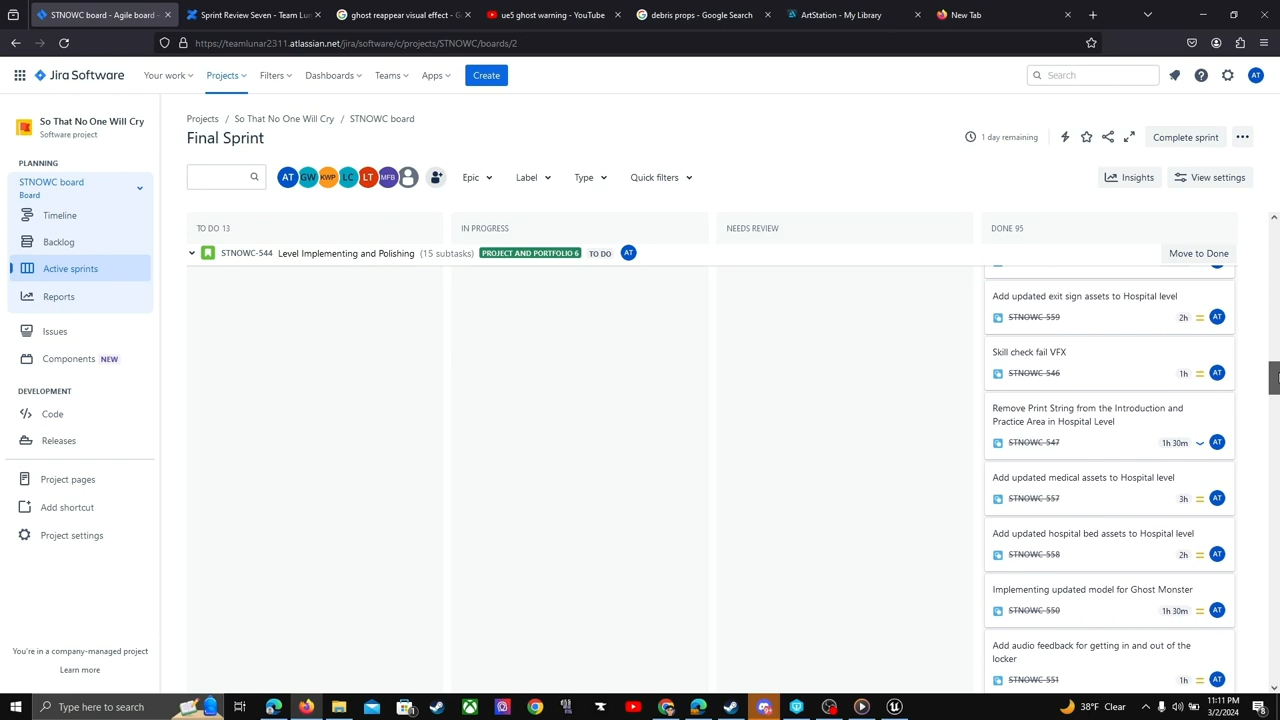 STNOWC board - Agile board -
Sprint Review Seven - Team Lun
ghost reappear visual effect - G
ue5 ghost warning - YouTube
debris props - Google Search
ArtStation - My Library
New Tab
https://teamlunar2311.atlassian.net/jira/software/c/projects/STNOWC/boards/2
Jira Software
Your work
Projects
Filters
Dashboards
Teams
Apps
Create
Search
AT
So That No One Will Cry
Software project
PLANNING
STNOWC board
Board
Timeline
Backlog
Active sprints
Reports
Issues
Components NEW
DEVELOPMENT
Code
Releases
Project pages
Add shortcut
Project settings
You're in a company-managed project
Learn more
Projects / So That No One Will Cry / STNOWC board
Final Sprint
1 day remaining
Complete sprint
AT GW KWP LC LT MFB
Epic
Label
Type
Quick filters
Insights
View settings
TO DO 13
IN PROGRESS
NEEDS REVIEW
DONE 95
STNOWC-544 Level Implementing and Polishing (15 subtasks) PROJECT AND PORTFOLIO 6 TO DO AT
Move to Done
Add updated exit sign assets to Hospital level
STNOWC-559 2h AT
Skill check fail VFX
STNOWC-546 1h AT
Remove Print String from the Introduction and
Practice Area in Hospital Level
STNOWC-547 1h 30m AT
Add updated medical assets to Hospital level
STNOWC-557 3h AT
Add updated hospital bed assets to Hospital level
STNOWC-558 2h AT
Implementing updated model for Ghost Monster
STNOWC-550 1h 30m AT
Add audio feedback for getting in and out of the
locker
STNOWC-551 1h AT
Type here to search
38°F Clear
11:11 PM
3/2/2024